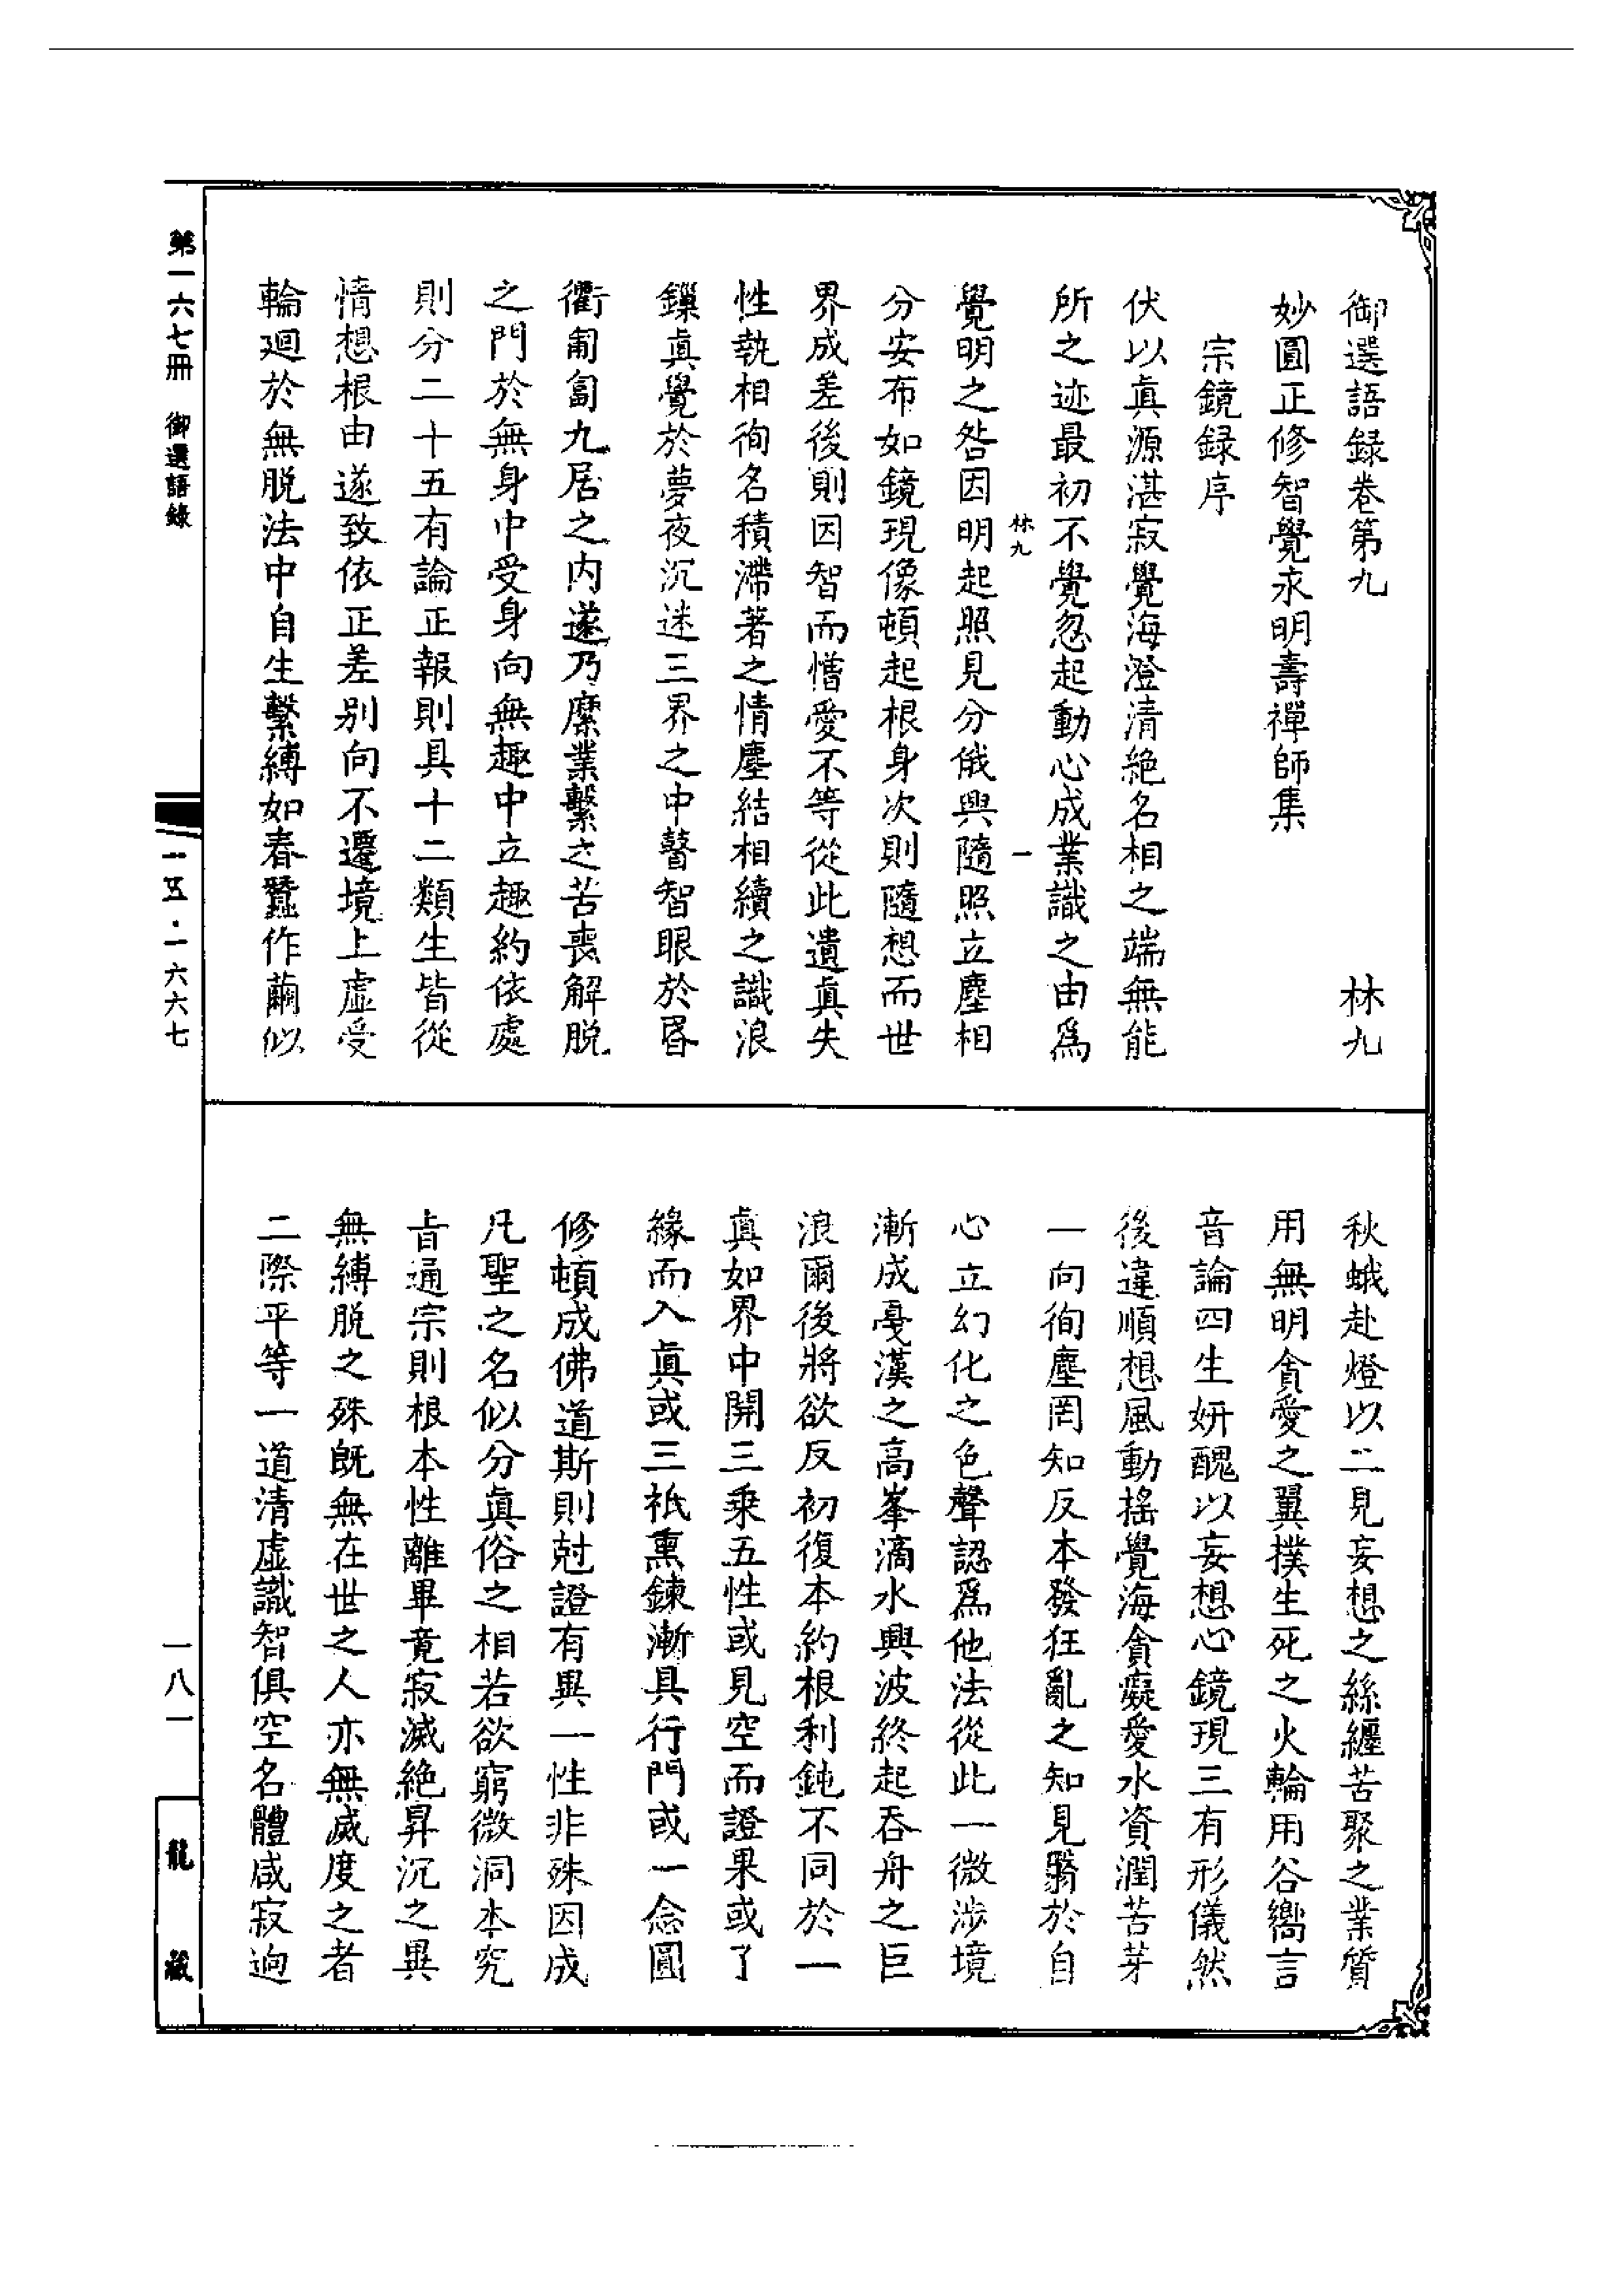 御選語録卷第九　林九
妙圓正修智覺永明壽禪師集
宗鏡録序
伏以真源湛寂覺海澄清絶名相之端無能
所之迹最初不覺忽起動心成業識之由爲
林九　一
覺明之咎因明起照見分俄興隨照立塵相
分安布如鏡現像頓起根身次則隨想而世
界成差後則因智而憎愛不等從此遺真失
性執相徇名積滯著之情塵結相續之識浪
鏁真覺於夢夜沉迷三界之中瞽智眼於昏
衢匍匐九居之内遂乃縻業繫之苦喪解脱
之門於無身中受身向無趣中立趣約依處
則分二十五有論正報則具十二類生皆從
情想根由遂致依正差别向不遷境上虚受
輪迴於無脱法中自生繫縛如春蠶作繭似
秋蛾赴燈以二見妄想之絲纏苦聚之業質
用無明貪愛之翼撲生死之火輪用谷嚮言
音論四生妍醜以妄想心鏡現三有形儀然
後違順想風動摇覺海貪癡愛水資潤苦芽
一向徇塵罔知反本發狂亂之知見翳於自
心立幻化之色聲認爲他法從此一微涉境
漸成戞漢之高峯滴水興波終起吞舟之巨
浪爾後將欲反初復本約根利鈍不同於一
真如界中開三乘五性或見空而證果或了
緣而入真或三祇熏鍊漸具行門或一念圓
修頓成佛道斯則尅證有異一性非殊因成
凡聖之名似分真俗之相若欲窮微洞本究
旨通宗則根本性離畢竟寂滅絶昇沉之異
無縛脱之殊既無在世之人亦無滅度之者
二際平等一道清虚識智俱空名體咸寂迥
第一六七冊　御選語錄
一五·一六六七
一八一
龍藏